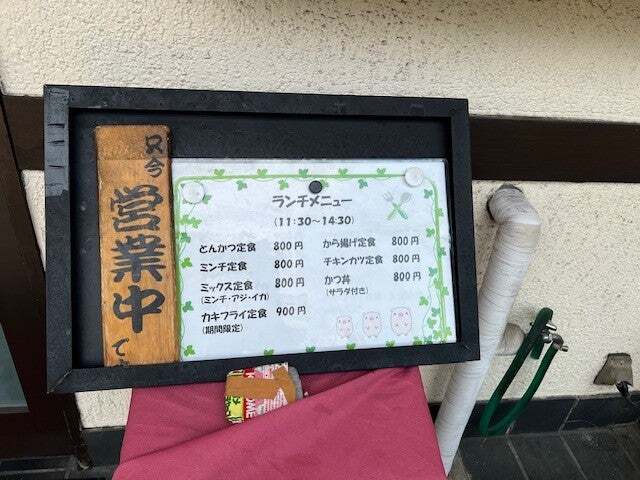 只今
営業中
ランチメニュー
(11:30～14:30)
とんかつ定食 800円
ミンチ定食 800円
ミックス定食 800円
(ミンチ・アジ・イカ)
カキフライ定食 900円
(期間限定)
から揚げ定食 800円
チキンカツ定食 800円
かつ丼 800円
(サラダ付き)